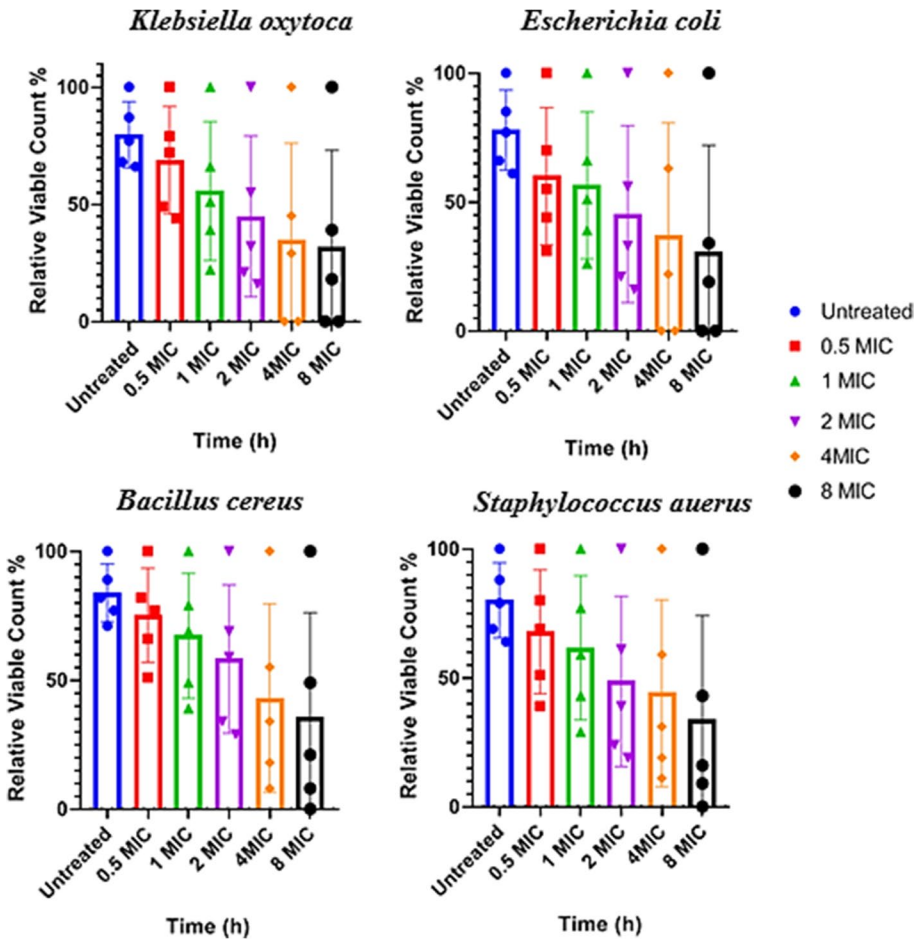 Klebsiella oxytoca
Relative Viable Count %
100
50
0
Untreated
0.5 MIC
1 MIC
2 MIC
4MIC
8 MIC
Time (h)
Escherichia coli
Relative Viable Count %
100
50
0
Untreated
0.5 MIC
1 MIC
2 MIC
4MIC
8 MIC
Time (h)
Untreated
0.5 MIC
1 MIC
2 MIC
4MIC
8 MIC
Bacillus cereus
Relative Viable Count %
100
50
0
Untreated
0.5 MIC
1 MIC
2 MIC
4MIC
8 MIC
Time (h)
Staphylococcus auerus
Relative Viable Count %
100
50
0
Untreated
0.5 MIC
1 MIC
2 MIC
4MIC
8 MIC
Time (h)